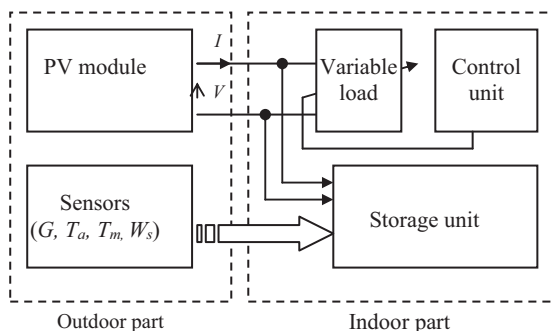 PV module
I
V
Variable
load
Control
unit
Sensors
(G, Ta, Tm, Ws)
Storage unit
Outdoor part
Indoor part